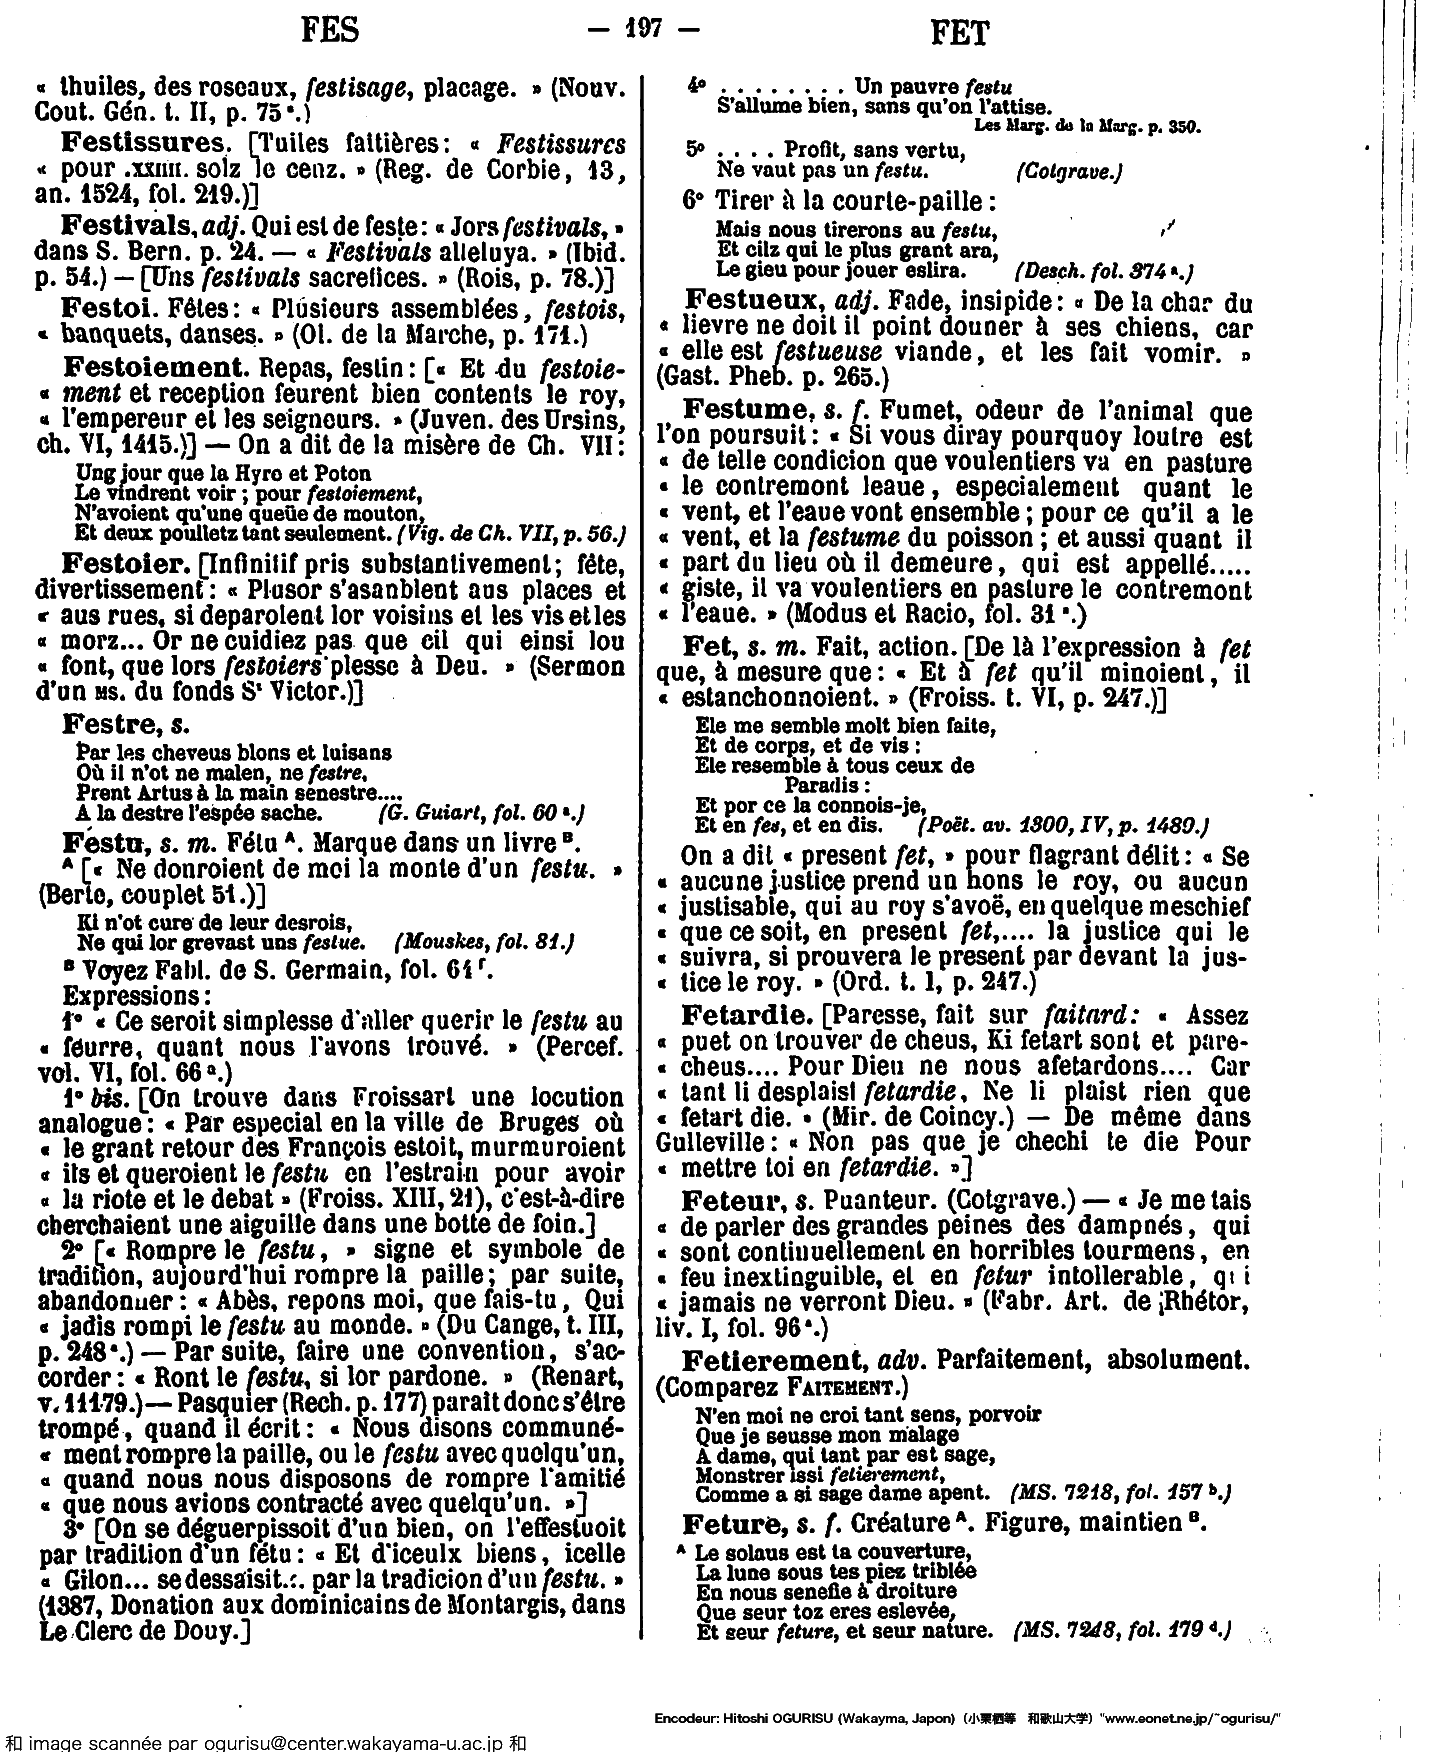 FES — 197 — FET
« thuiles, des roseaux, festisage, placage. » (Nouv.
Cout. Gén. t. II, p. 75ª.)
Festissures. [Tuiles faîtières : « Festissures
« pour .xxiiii. solz le cenz. » (Reg. de Corbie, 13,
an. 1524, fol. 219.)]
Festivals, adj. Qui est de feste : « Jors festivals, »
dans S. Bern. p. 24. — « Festivals alleluya. » (Ibid.
p. 54.) — [Uns festivals sacrefices. » (Rois, p. 78.)]
Festoi. Fêtes : « Plusieurs assemblées, festois,
« banquets, danses. » (Ol. de la Marche, p. 171.)
Festoiement. Repas, festin : [« Et du festoie-
« ment et reception feurent bien contents le roy,
« l'empereur et les seigneurs. » (Juven. des Ursins,
ch. VI, 1415.)] — On a dit de la misère de Ch. VII :
Ung jour que la Hyre et Poton
Le vindrent voir ; pour festoiement,
N'avoient qu'une queüe de mouton,
Et deux poulletz tant seulement. (Vig. de Ch. VII, p. 56.)
Festoier. [Infinitif pris substantivement ; fête,
divertissement : « Plusor s'asanblent aus places et
« aus rues, si deparolent lor voisins et les vis et les
« morz... Or ne cuidiez pas que cil qui einsi lou
« font, que lors festoiers plesse à Deu. » (Sermon
d'un ms. du fonds Sᵗ Victor.)]
Festre, s.
Par les cheveus blons et luisans
Où il n'ot ne malen, ne festre,
Prent Artus à la main senestre....
A la destre l'espée sache. (G. Guiart, fol. 60ª.)
Festu, s. m. Fétu ᴬ. Marque dans un livre ᴮ.
ᴬ [« Ne donroient de moi la monte d'un festu. »
(Berte, couplet 51.)]
Ki n'ot cure de leur desrois,
Ne qui lor grevast uns festue. (Mouskes, fol. 81.)
ᴮ Voyez Fabl. de S. Germain, fol. 61ʳ.
Expressions :
1° « Ce seroit simplesse d'aller querir le festu au
« feurre, quant nous l'avons trouvé. » (Percef.
vol. VI, fol. 66ª.)
1° bis. [On trouve dans Froissart une locution
analogue : « Par especial en la ville de Bruges où
« le grant retour des François estoit, murmuroient
« ils et queroient le festu en l'estrain pour avoir
« la riote et le debat » (Froiss. XIII, 21), c'est-à-dire
cherchaient une aiguille dans une botte de foin.]
2° [« Rompre le festu, » signe et symbole de
tradition, aujourd'hui rompre la paille ; par suite,
abandonner : « Abès, repons moi, que fais-tu, Qui
« jadis rompi le festu au monde. » (Du Cange, t. III,
p. 248ª.) — Par suite, faire une convention, s'ac-
corder : « Ront le festu, si lor pardone. » (Renart,
v. 11179.) — Pasquier (Rech. p. 177) parait donc s'être
trompé, quand il écrit : « Nous disons communé-
« ment rompre la paille, ou le festu avec quelqu'un,
« quand nous nous disposons de rompre l'amitié
« que nous avions contracté avec quelqu'un. »]
3° [On se déguerpissoit d'un bien, on l'effestuoit
par tradition d'un fétu : « Et d'iceulx biens, icelle
« Gilon... se dessaisit... par la tradicion d'un festu. »
(1387, Donation aux dominicains de Montargis, dans
Le Clerc de Douy.]
4° . . . . . . . . Un pauvre festu
S'allume bien, sans qu'on l'attise.
Les Marg. de la Marg. p. 350.
5° . . . . Profit, sans vertu,
Ne vaut pas un festu. (Cotgrave.)
6° Tirer à la courte-paille :
Mais nous tirerons au festu,
Et cilz qui le plus grant ara,
Le gieu pour jouer eslira. (Desch. fol. 374ª.)
Festueux, adj. Fade, insipide : « De la char du
« lievre ne doit il point douner à ses chiens, car
« elle est festueuse viande, et les fait vomir. »
(Gast. Pheb. p. 265.)
Festume, s. f. Fumet, odeur de l'animal que
l'on poursuit : « Si vous diray pourquoy loutre est
« de telle condicion que voulentiers va en pasture
« le contremont leaue, especialement quant le
« vent, et l'eaue vont ensemble ; pour ce qu'il a le
« vent, et la festume du poisson ; et aussi quant il
« part du lieu où il demeure, qui est appellé.....
« giste, il va voulentiers en pasture le contremont
« l'eaue. » (Modus et Racio, fol. 31ª.)
Fet, s. m. Fait, action. [De là l'expression à fet
que, à mesure que : « Et à fet qu'il minoient, il
« estanchonnoient. » (Froiss. t. VI, p. 247.)]
Ele me semble molt bien faite,
Et de corps, et de vis :
Ele resemble à tous ceux de
Paradis :
Et por ce la connois-je,
Et en fes, et en dis. (Poët. av. 1300, IV, p. 1489.)
On a dit « present fet, » pour flagrant délit : « Se
« aucune justice prend un hons le roy, ou aucun
« justisable, qui au roy s'avoë, en quelque meschief
« que ce soit, en present fet,.... la justice qui le
« suivra, si prouvera le present par devant la jus-
« tice le roy. » (Ord. t. I, p. 247.)
Fetardie. [Paresse, fait sur faitard : « Assez
« puet on trouver de cheus, Ki fetart sont et pare-
« cheus.... Pour Dieu ne nous afetardons.... Car
« tant li desplaist fetardie, Ne li plaist rien que
« fetart die. » (Mir. de Coincy.) — De même dans
Guilleville : « Non pas que je chechi te die Pour
« mettre toi en fetardie. »]
Feteur, s. Puanteur. (Cotgrave.) — « Je me tais
« de parler des grandes peines des dampnés, qui
« sont continuellement en horribles tourmens, en
« feu inextinguible, et en fetur intollerable, qui
« jamais ne verront Dieu. » (Fabr. Art. de Rhétor,
liv. I, fol. 96ª.)
Fetierement, adv. Parfaitement, absolument.
(Comparez Faitement.)
N'en moi ne croi tant sens, porvoir
Que je seusse mon malage
A dame, qui tant par est sage,
Monstrer issi fetierement,
Comme a si sage dame apent. (MS. 7218, fol. 157ᵇ.)
Feture, s. f. Créature ᴬ. Figure, maintien ᴮ.
ᴬ Le solaus est ta couverture,
La lune sous tes piez triblée
En nous senefie à droiture
Que seur toz eres eslevée,
Et seur feture, et seur nature. (MS. 7218, fol. 179ᵈ.)
Encodeur: Hitoshi OGURISU (Wakayma, Japon)（小栗栖等　和歌山大学）"www.eonet.ne.jp/~ogurisu/"
和 image scannée par ogurisu@center.wakayama-u.ac.jp 和